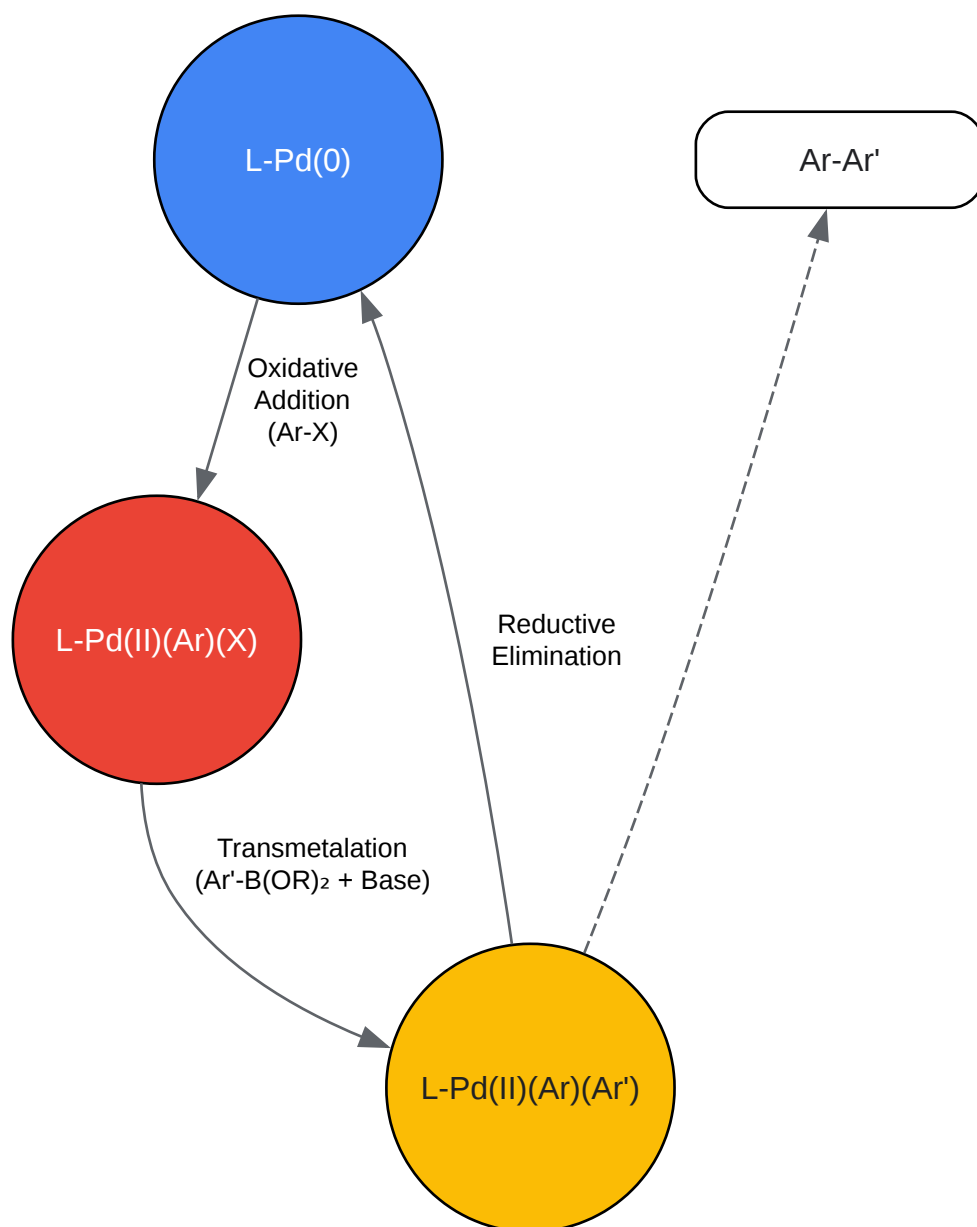 L-Pd(0)
Ar-Ar'
Oxidative
Addition
(Ar-X)
L-Pd(II)(Ar)(X)
Reductive
Elimination
Transmetalation
(Ar'-B(OR)₂ + Base)
L-Pd(II)(Ar)(Ar')